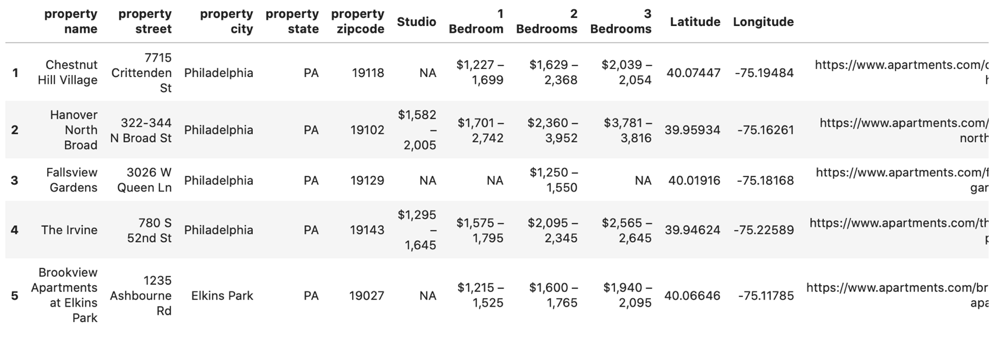 property name property street property city property state property zipcode Studio 1 Bedroom 2 Bedrooms 3 Bedrooms Latitude Longitude
1 Chestnut Hill Village 7715 Crittenden St Philadelphia PA 19118 NA $1,227 – 1,699 $1,629 – 2,368 $2,039 – 2,054 40.07447 -75.19484 https://www.apartments.com/
2 Hanover North Broad 322-344 N Broad St Philadelphia PA 19102 $1,582 – 2,005 $1,701 – 2,742 $2,360 – 3,952 $3,781 – 3,816 39.95934 -75.16261 https://www.apartments.com/ north
3 Fallsview Gardens 3026 W Queen Ln Philadelphia PA 19129 NA NA $1,250 – 1,550 NA 40.01916 -75.18168 https://www.apartments.com/f gar
4 The Irvine 780 S 52nd St Philadelphia PA 19143 $1,295 – 1,645 $1,575 – 1,795 $2,095 – 2,345 $2,565 – 2,645 39.94624 -75.22589 https://www.apartments.com/th
5 Brookview Apartments at Elkins Park 1235 Ashbourne Rd Elkins Park PA 19027 NA $1,215 – 1,525 $1,600 – 1,765 $1,940 – 2,095 40.06646 -75.11785 https://www.apartments.com/br apa